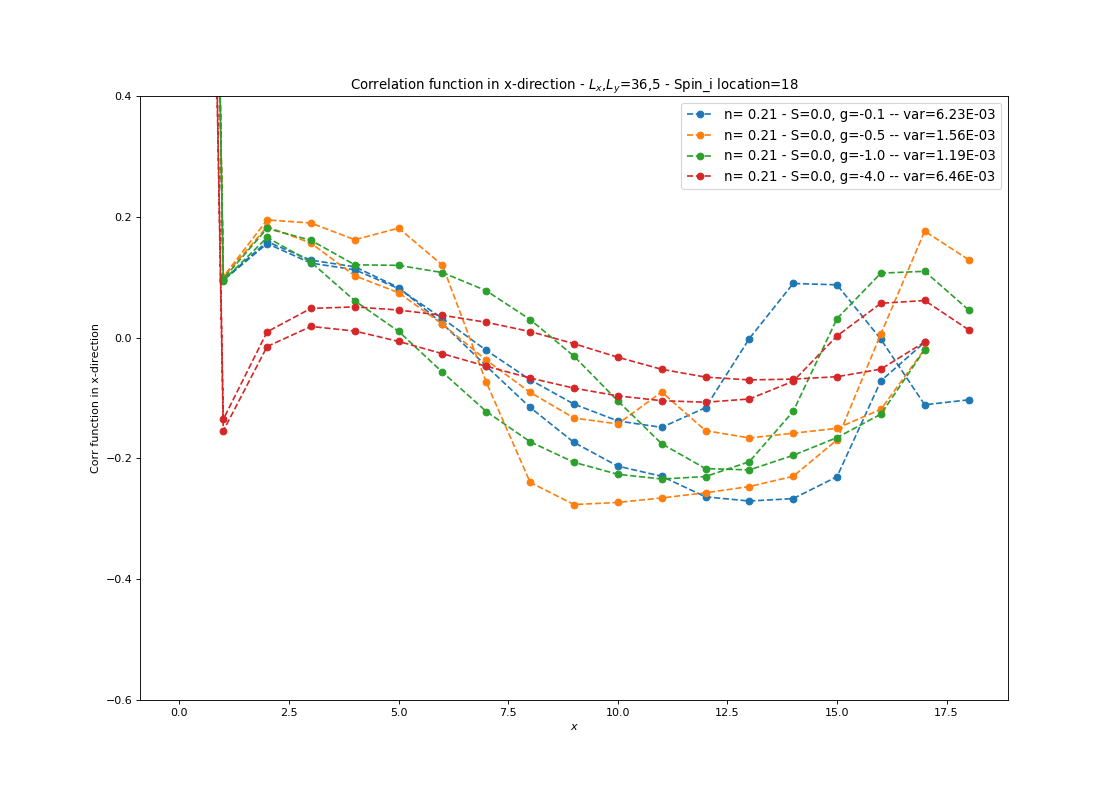 Correlation function in x-direction - Lx,Ly=36,5 - Spin_i location=18
n= 0.21 - S=0.0, g=-0.1 -- var=6.23E-03
n= 0.21 - S=0.0, g=-0.5 -- var=1.56E-03
n= 0.21 - S=0.0, g=-1.0 -- var=1.19E-03
n= 0.21 - S=0.0, g=-4.0 -- var=6.46E-03
Corr function in x-direction
0.4
0.2
0.0
−0.2
−0.4
−0.6
0.0 2.5 5.0 7.5 10.0 12.5 15.0 17.5
x